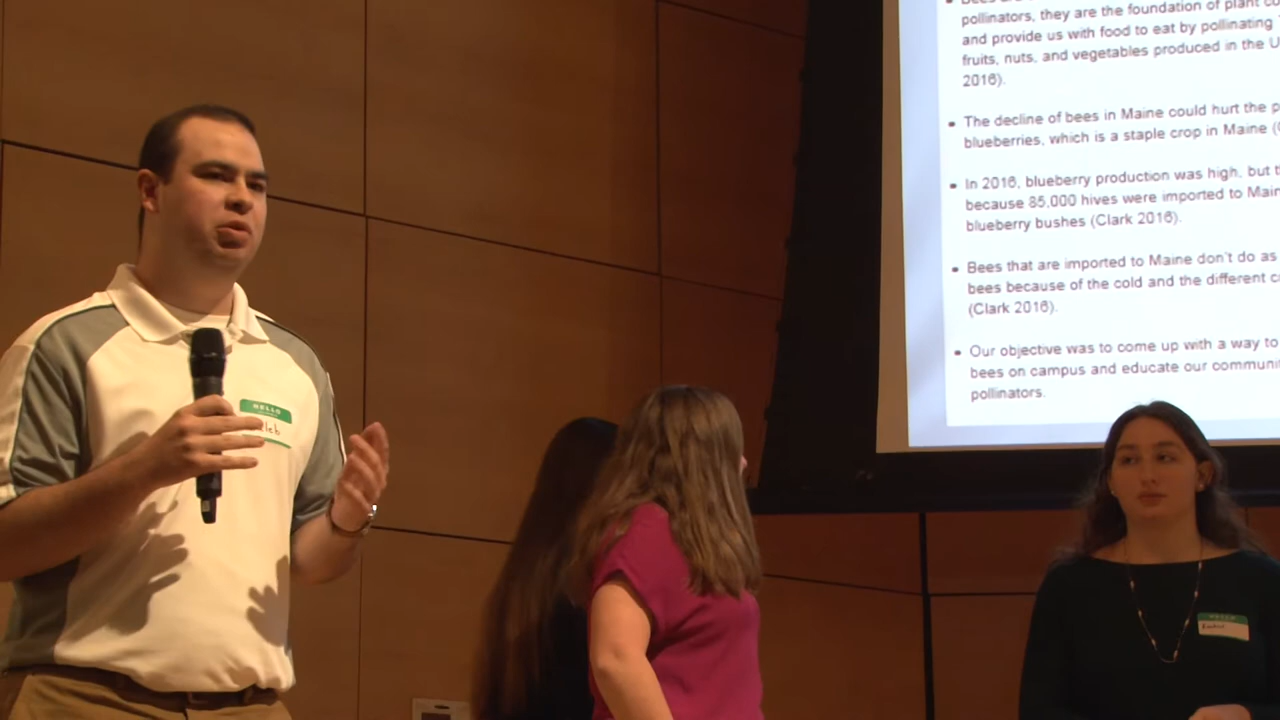 pollinators, they are the foundation of plant
and provide us with food to eat by pollinating
fruits, nuts, and vegetables produced in the
2016).
• The decline of bees in Maine could hurt the
blueberries, which is a staple crop in Maine
• In 2016, blueberry production was high, but
because 85,000 hives were imported to
blueberry bushes (Clark 2016).
• Bees that are imported to Maine don't do as
bees because of the cold and the different
(Clark 2016).
• Our objective was to come up with a way to
bees on campus and educate our
pollinators.
HELLO
HELLO